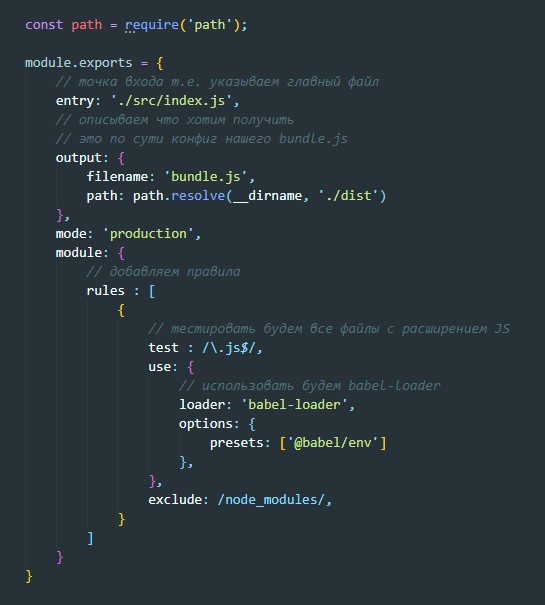 const path = require('path');
module.exports = {
// точка входа т.е. указываем главный файл
entry: './src/index.js',
// описываем что хотим получить
// это по сути конфиг нашего bundle.js
output: {
filename: 'bundle.js',
path: path.resolve(__dirname, './dist')
},
mode: 'production',
module: {
// добавляем правила
rules : [
{
// тестировать будем все файлы с расширением JS
test : /\.js$/,
use: {
// использовать будем babel-loader
loader: 'babel-loader',
options: {
presets: ['@babel/env']
},
},
exclude: /node_modules/,
}
]
}
}